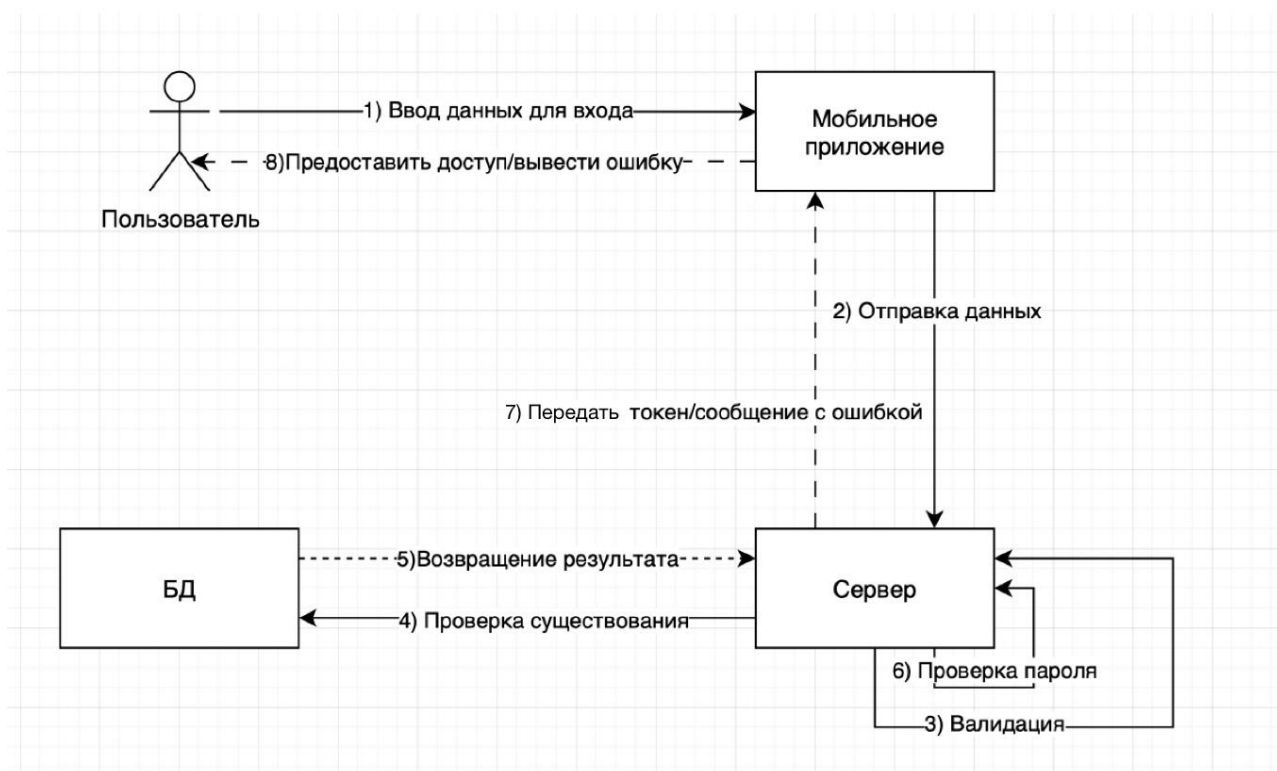 1) Ввод данных для входа
Мобильное
приложение
8)Предоставить доступ/вывести ошибку
Пользователь
2) Отправка данных
7) Передать токен/сообщение с ошибкой
БД
5)Возвращение результата
4) Проверка существования
Сервер
6) Проверка пароля
3) Валидация